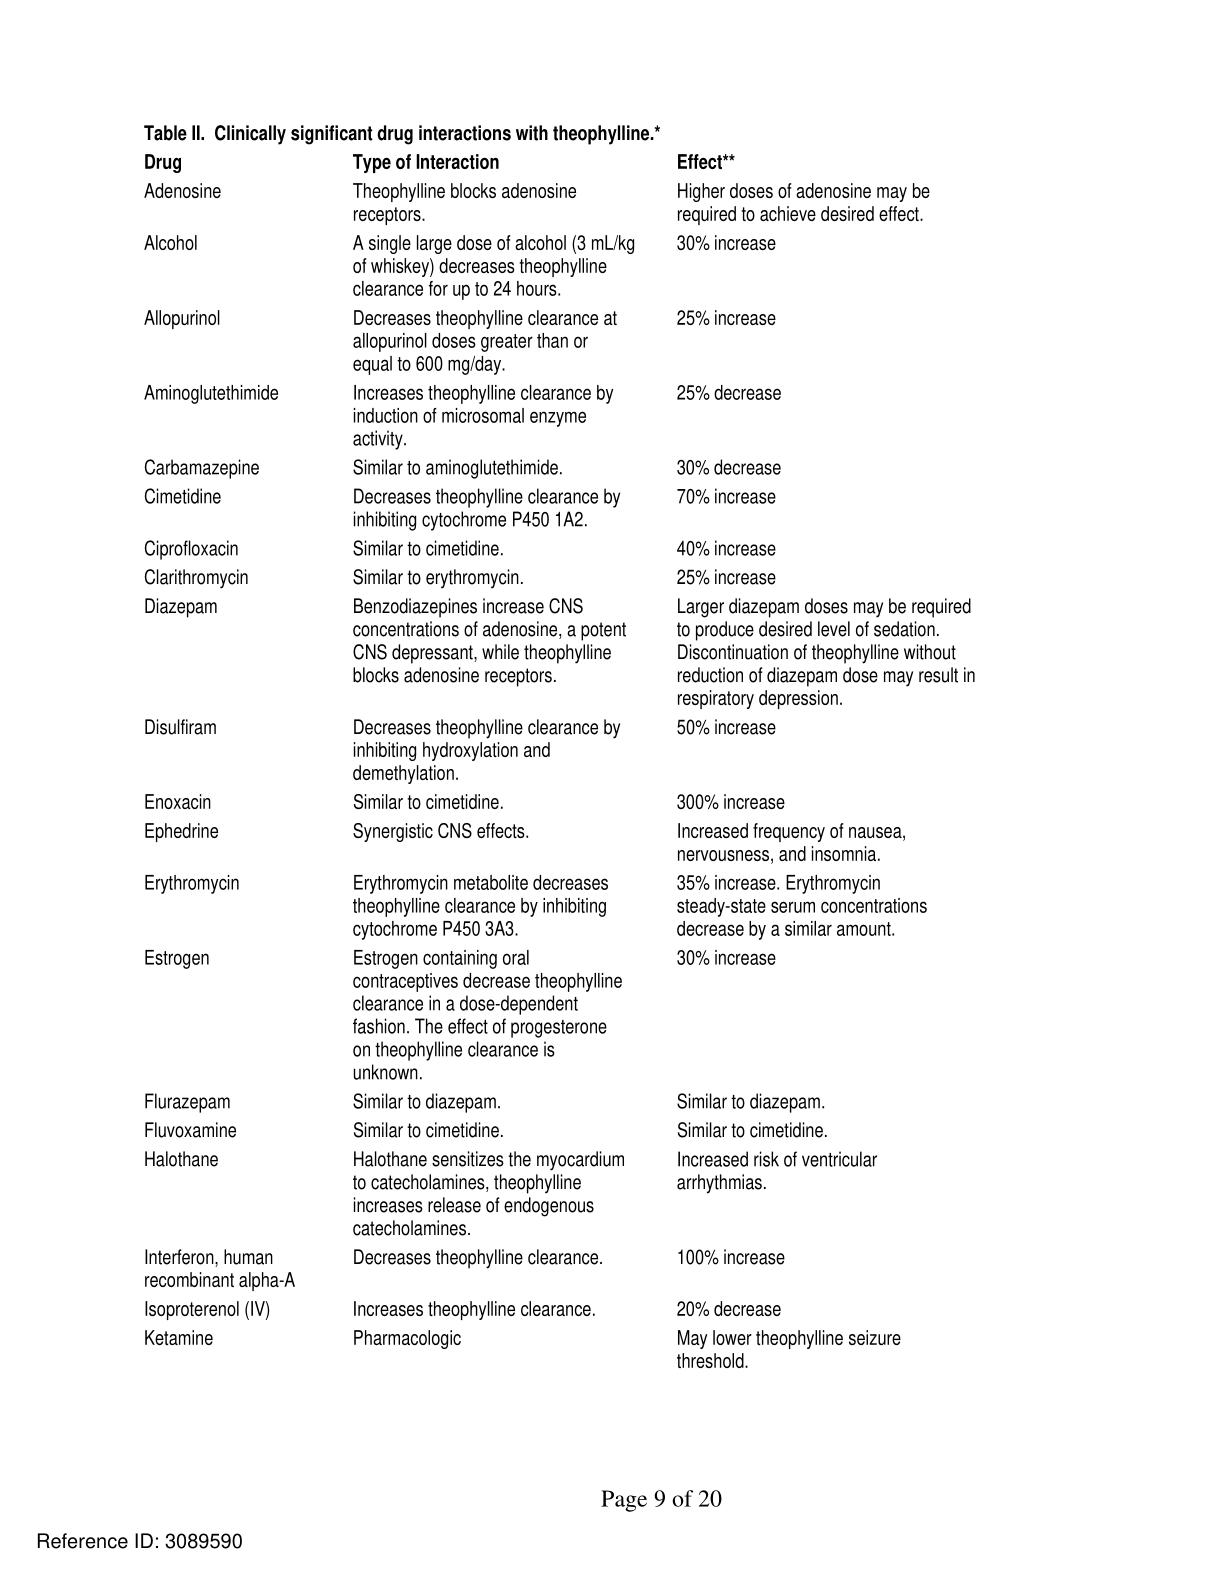 Table II.  Clinically significant drug interactions with theophylline.*
Drug Type of Interaction Effect**
Adenosine Theophylline blocks adenosine Higher doses of adenosine may be
receptors. required to achieve desired effect.
Alcohol A single large dose of alcohol (3 mL/kg 30% increase
of whiskey) decreases theophylline
clearance for up to 24 hours.
Allopurinol Decreases theophylline clearance at 25% increase
allopurinol doses greater than or
equal to 600 mg/day.
Aminoglutethimide Increases theophylline clearance by 25% decrease
induction of microsomal enzyme
activity.
Carbamazepine Similar to aminoglutethimide. 30% decrease
Cimetidine Decreases theophylline clearance by 70% increase
inhibiting cytochrome P450 1A2.
Ciprofloxacin Similar to cimetidine. 40% increase
Clarithromycin Similar to erythromycin. 25% increase
Diazepam Benzodiazepines increase CNS Larger diazepam doses may be required
concentrations of adenosine, a potent to produce desired level of sedation.
CNS depressant, while theophylline Discontinuation of theophylline without
blocks adenosine receptors. reduction of diazepam dose may result in
respiratory depression.
Disulfiram Decreases theophylline clearance by 50% increase
inhibiting hydroxylation and
demethylation.
Enoxacin Similar to cimetidine. 300% increase
Ephedrine Synergistic CNS effects. Increased frequency of nausea,
nervousness, and insomnia.
Erythromycin Erythromycin metabolite decreases 35% increase. Erythromycin
theophylline clearance by inhibiting steady-state serum concentrations
cytochrome P450 3A3. decrease by a similar amount.
Estrogen Estrogen containing oral 30% increase
contraceptives decrease theophylline
clearance in a dose-dependent
fashion. The effect of progesterone
on theophylline clearance is
unknown.
Flurazepam Similar to diazepam. Similar to diazepam.
Fluvoxamine Similar to cimetidine. Similar to cimetidine.
Halothane Halothane sensitizes the myocardium Increased risk of ventricular
to catecholamines, theophylline arrhythmias.
increases release of endogenous
catecholamines.
Interferon, human Decreases theophylline clearance. 100% increase
recombinant alpha-A
Isoproterenol (IV) Increases theophylline clearance. 20% decrease
Ketamine Pharmacologic May lower theophylline seizure
threshold.
Page 9 of 20
Reference ID: 3089590